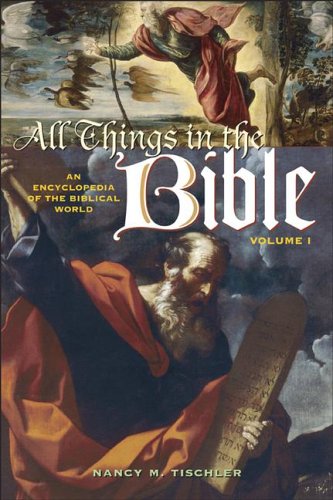 All Things in the
Bible
AN
ENCYCLOPEDIA
OF THE BIBLICAL
WORLD
VOLUME I
NANCY M. TISCHLER